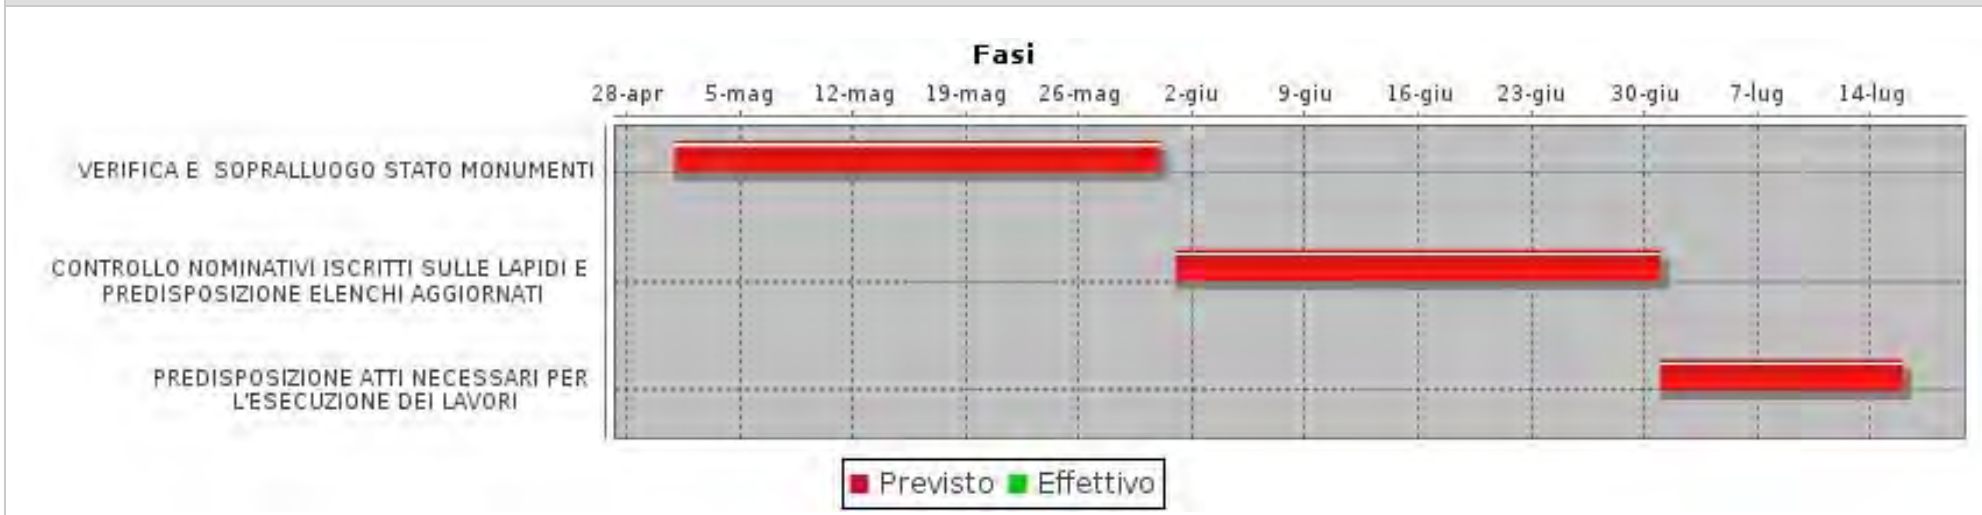 Fasi
28-apr 5-mag 12-mag 19-mag 26-mag 2-giu 9-giu 16-giu 23-giu 30-giu 7-lug 14-lug
VERIFICA E SOPRALLUOGO STATO MONUMENTI
CONTROLLO NOMINATIVI ISCRITTI SULLE LAPIDI E
PREDISPOSIZIONE ELENCHI AGGIORNATI
PREDISPOSIZIONE ATTI NECESSARI PER
L'ESECUZIONE DEI LAVORI
Previsto Effettivo